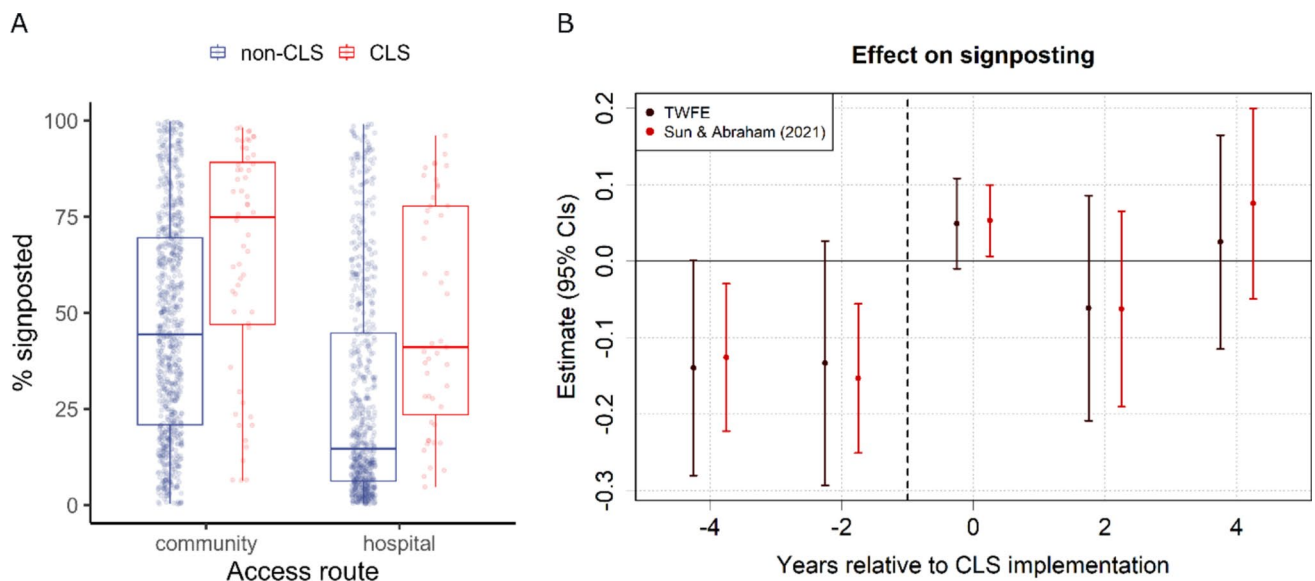 A
non-CLS CLS
% signposted
100
75
50
25
0
community hospital
Access route
B
Effect on signposting
TWFE
Sun & Abraham (2021)
Estimate (95% CIs)
0.2
0.1
0.0
-0.1
-0.2
-0.3
-4 -2 0 2 4
Years relative to CLS implementation